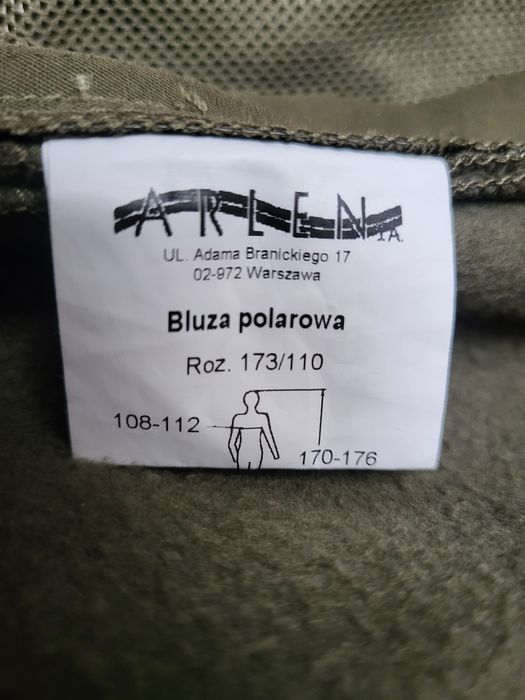 ARLEN
S.A.
UL. Adama Branickiego 17
02-972 Warszawa
Bluza polarowa
Roz. 173/110
108-112
170-176